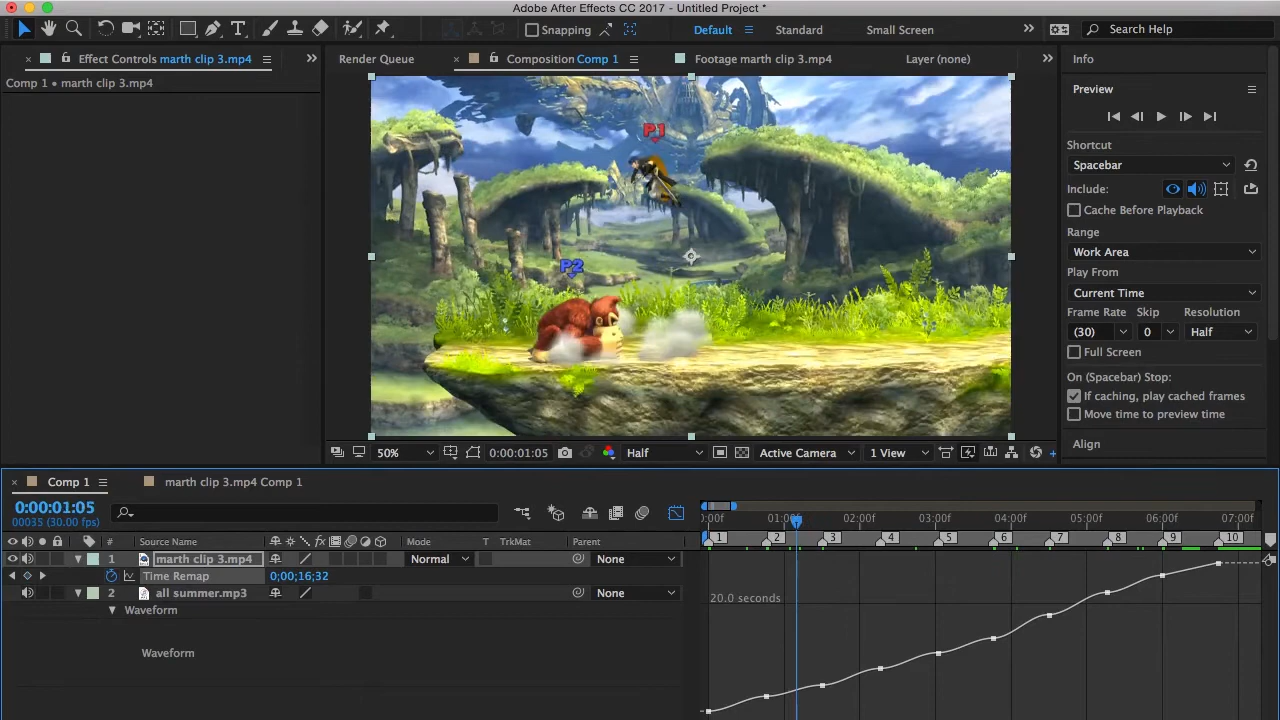 Adobe After Effects CC 2017 - Untitled Project *
Snapping
Default
Standard
Small Screen
Search Help
Effect Controls marth clip 3.mp4
Render Queue
Composition Comp 1
Footage marth clip 3.mp4
Layer (none)
Info
Comp 1 • marth clip 3.mp4
Preview
P1
P2
Shortcut
Spacebar
Include:
Cache Before Playback
Range
Work Area
Play From
Current Time
Frame Rate Skip Resolution
(30) 0 Half
Full Screen
On (Spacebar) Stop:
If caching, play cached frames
Move time to preview time
Align
50% 0:00:01:05 Half Active Camera 1 View
Comp 1
marth clip 3.mp4 Comp 1
0:00:01:05
00035 (30.00 fps)
:00f 01:00f 02:00f 03:00f 04:00f 05:00f 06:00f 07:00f
# Source Name Mode T TrkMat Parent
1 2 3 4 5 6 7 8 9 10
1 marth clip 3.mp4 Normal None
Time Remap 0;00;16;32
2 all summer.mp3 None
20.0 seconds
Waveform
Waveform